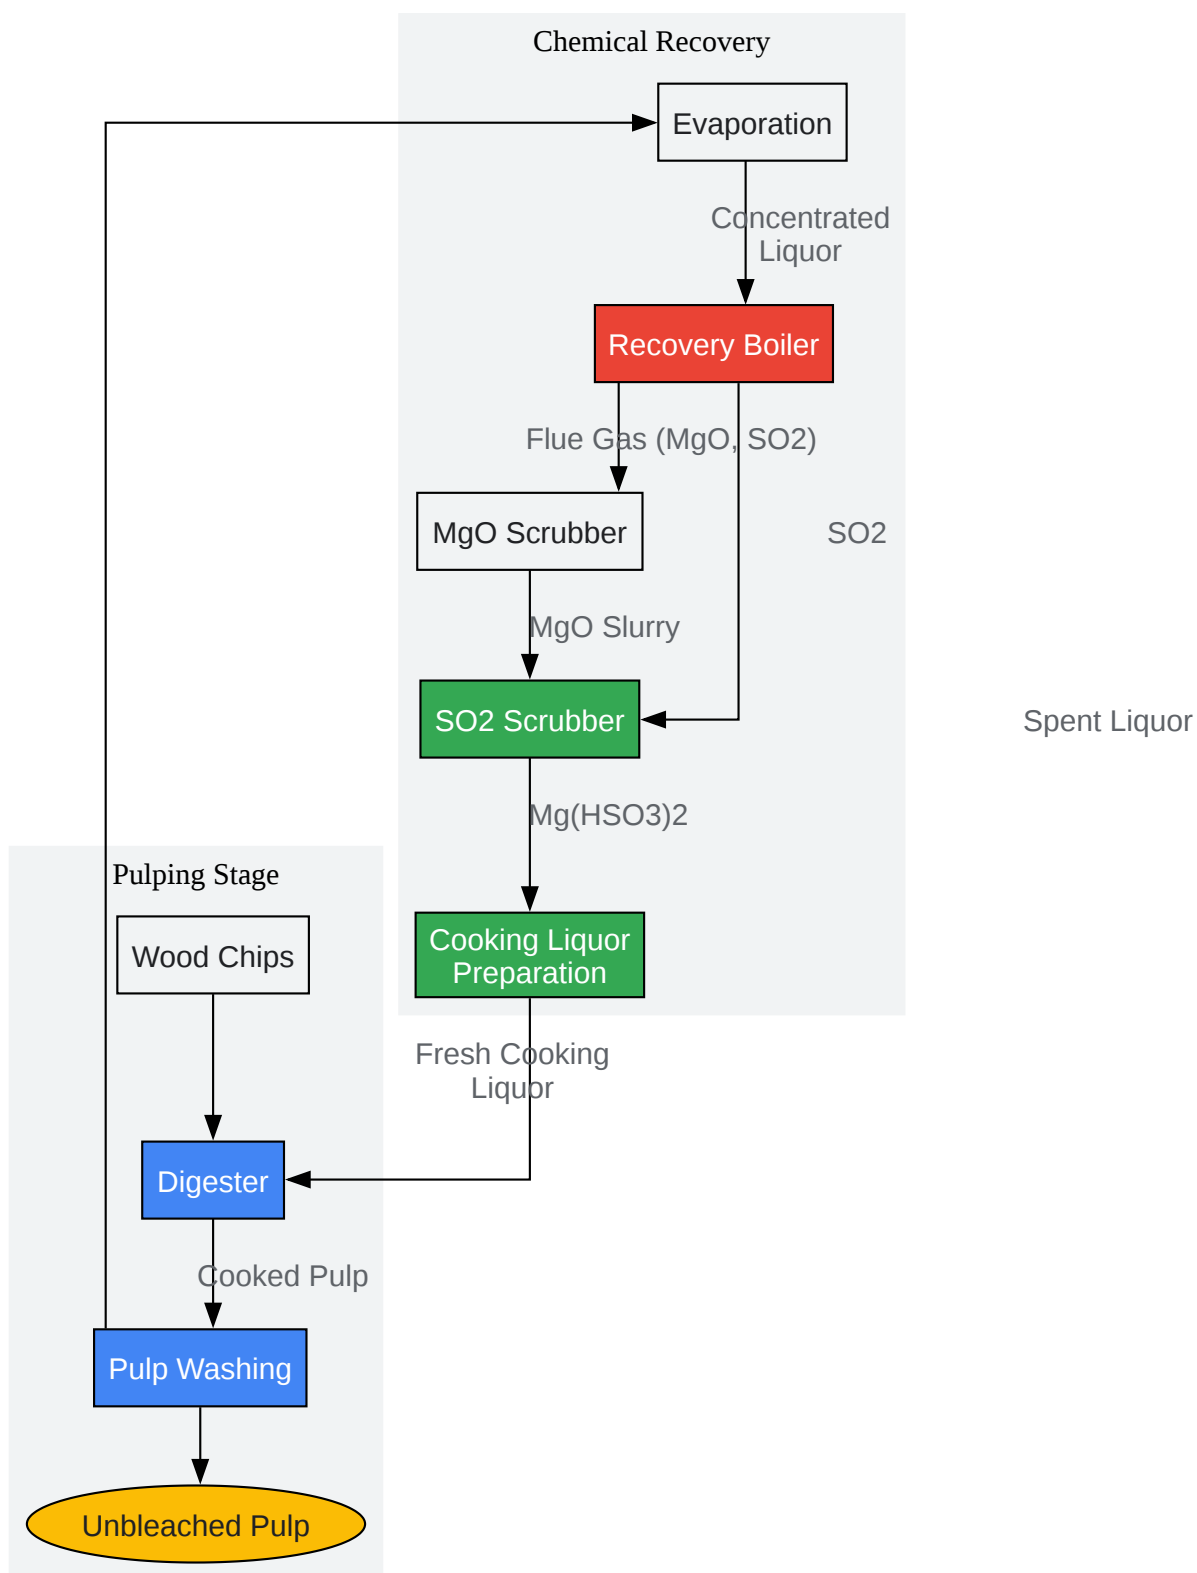 Chemical Recovery
Evaporation
Concentrated
Liquor
Recovery Boiler
Flue Gas (MgO, SO2)
MgO Scrubber
SO2
MgO Slurry
SO2 Scrubber
Spent Liquor
Mg(HSO3)2
Pulping Stage
Wood Chips
Cooking Liquor
Preparation
Fresh Cooking
Liquor
Digester
Cooked Pulp
Pulp Washing
Unbleached Pulp